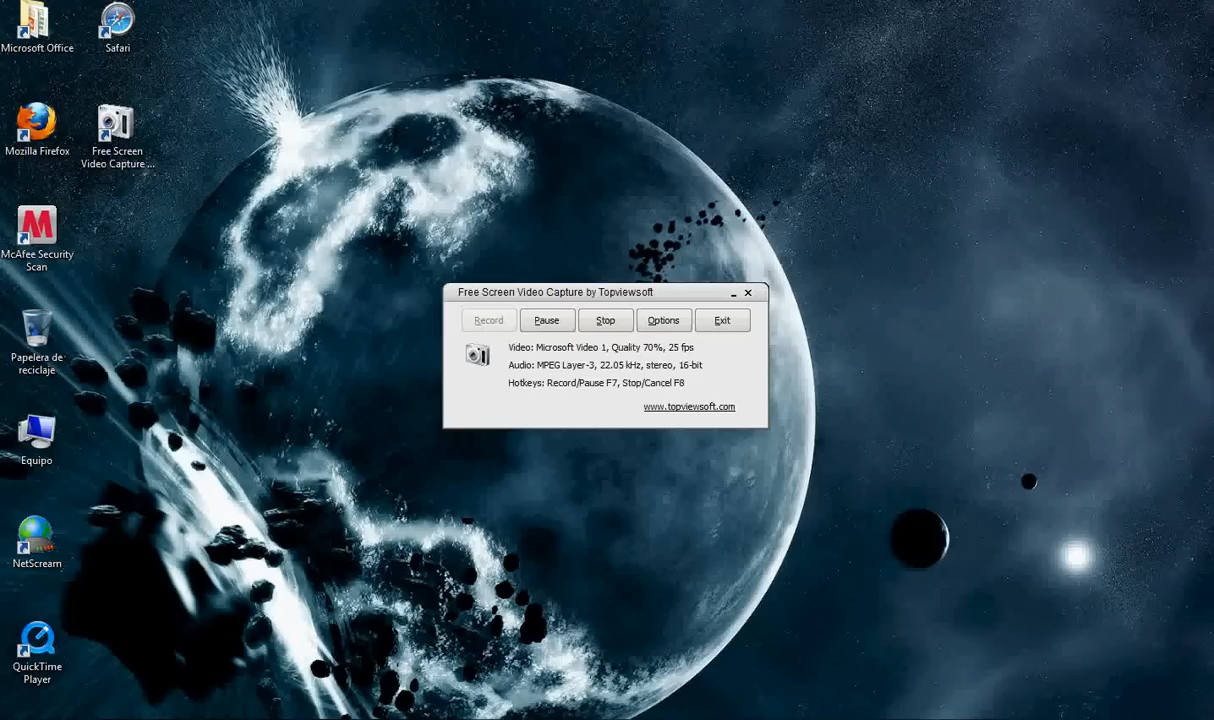 Microsoft Office
Safari
Mozilla Firefox
Free Screen
Video Capture ...
McAfee Security
Scan
Papelera de
reciclaje
Equipo
NetScream
QuickTime
Player
Free Screen Video Capture by Topviewsoft
Record
Pause
Stop
Options
Exit
Video: Microsoft Video 1, Quality 70%, 25 fps
Audio: MPEG Layer-3, 22.05 kHz, stereo, 16-bit
Hotkeys: Record/Pause F7, Stop/Cancel F8
www.topviewsoft.com